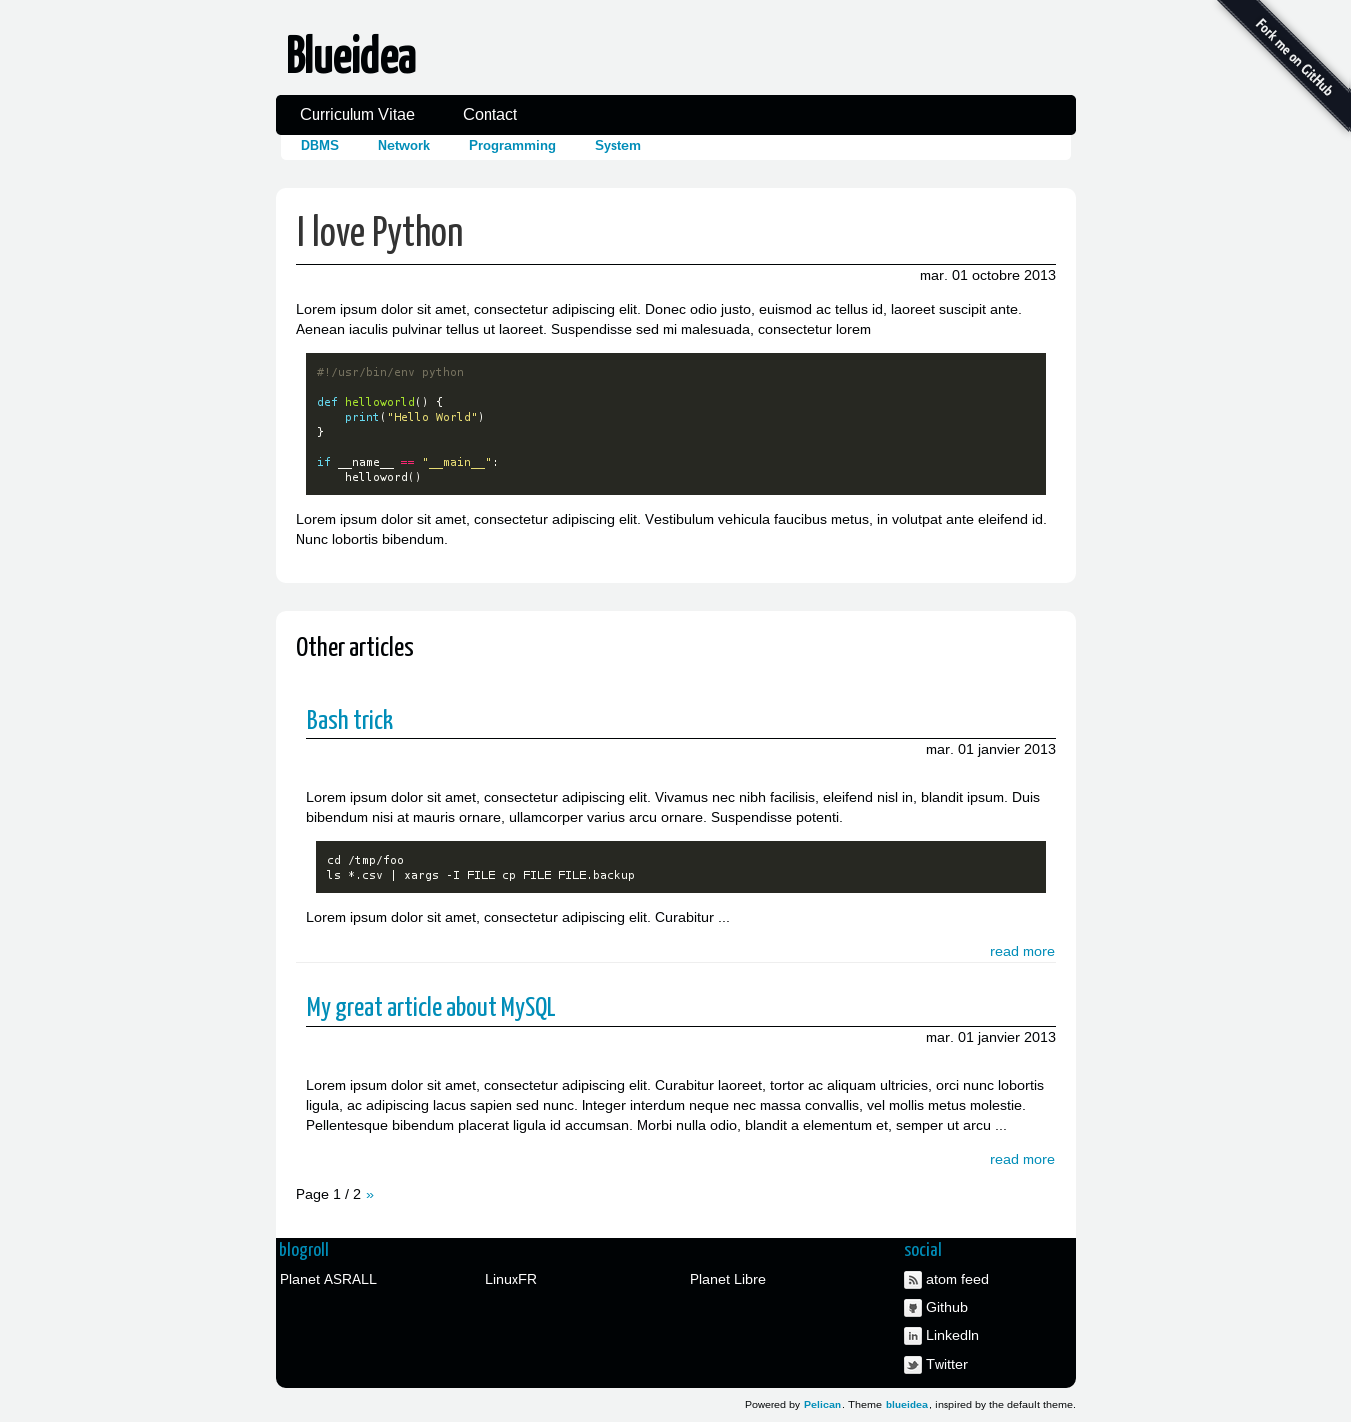 Blueidea
Fork me on GitHub
Curriculum Vitae Contact
DBMS Network Programming System
I love Python
mar. 01 octobre 2013
Lorem ipsum dolor sit amet, consectetur adipiscing elit. Donec odio justo, euismod ac tellus id, laoreet suscipit ante.
Aenean iaculis pulvinar tellus ut laoreet. Suspendisse sed mi malesuada, consectetur lorem
#!/usr/bin/env python
def helloworld() {
    print("Hello World")
}
if __name__ == "__main__":
    helloword()
Lorem ipsum dolor sit amet, consectetur adipiscing elit. Vestibulum vehicula faucibus metus, in volutpat ante eleifend id.
Nunc lobortis bibendum.
Other articles
Bash trick
mar. 01 janvier 2013
Lorem ipsum dolor sit amet, consectetur adipiscing elit. Vivamus nec nibh facilisis, eleifend nisl in, blandit ipsum. Duis
bibendum nisi at mauris ornare, ullamcorper varius arcu ornare. Suspendisse potenti.
cd /tmp/foo
ls *.csv | xargs -I FILE cp FILE FILE.backup
Lorem ipsum dolor sit amet, consectetur adipiscing elit. Curabitur ...
read more
My great article about MySQL
mar. 01 janvier 2013
Lorem ipsum dolor sit amet, consectetur adipiscing elit. Curabitur laoreet, tortor ac aliquam ultricies, orci nunc lobortis
ligula, ac adipiscing lacus sapien sed nunc. Integer interdum neque nec massa convallis, vel mollis metus molestie.
Pellentesque bibendum placerat ligula id accumsan. Morbi nulla odio, blandit a elementum et, semper ut arcu ...
read more
Page 1 / 2 »
blogroll
Planet ASRALL LinuxFR Planet Libre
social
atom feed
Github
LinkedIn
Twitter
Powered by Pelican. Theme blueidea, inspired by the default theme.